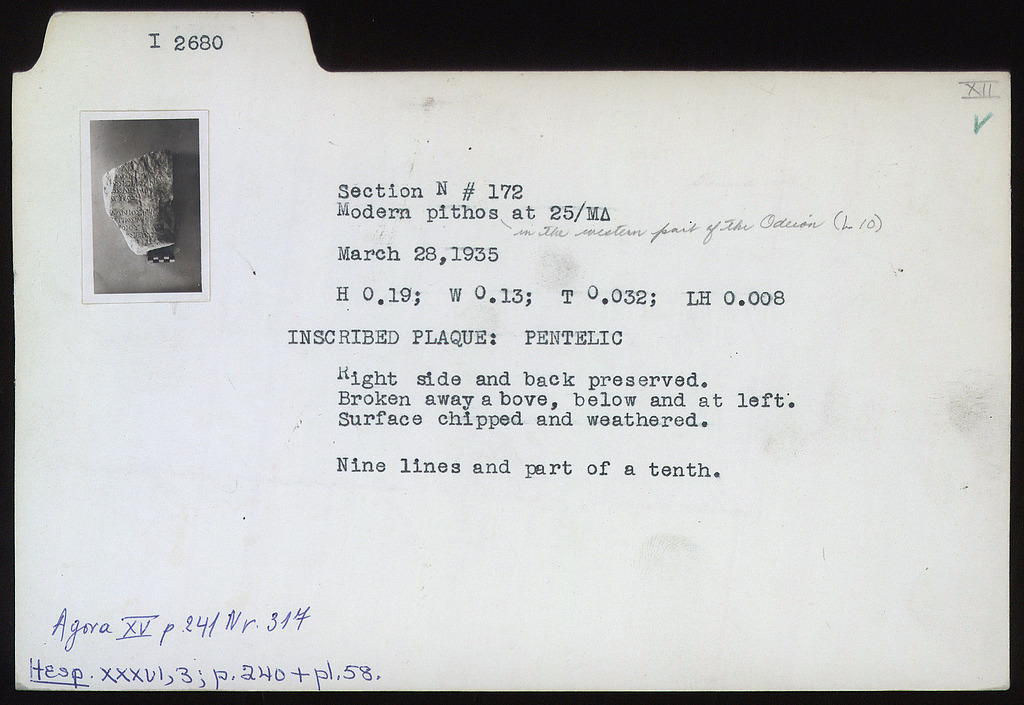 I 2680
XII
Section N # 172
Modern pithos at 25/ΜΔ
in the western part of the Odeion (L 10)
March 28,1935
H 0.19; W 0.13; T 0.032; LH 0.008
INSCRIBED PLAQUE: PENTELIC
Right side and back preserved.
Broken away a bove, below and at left.
Surface chipped and weathered.
Nine lines and part of a tenth.
Agora XV p.241 Nr. 317
Hesp. XXXVI,3; p.240+pl.58.